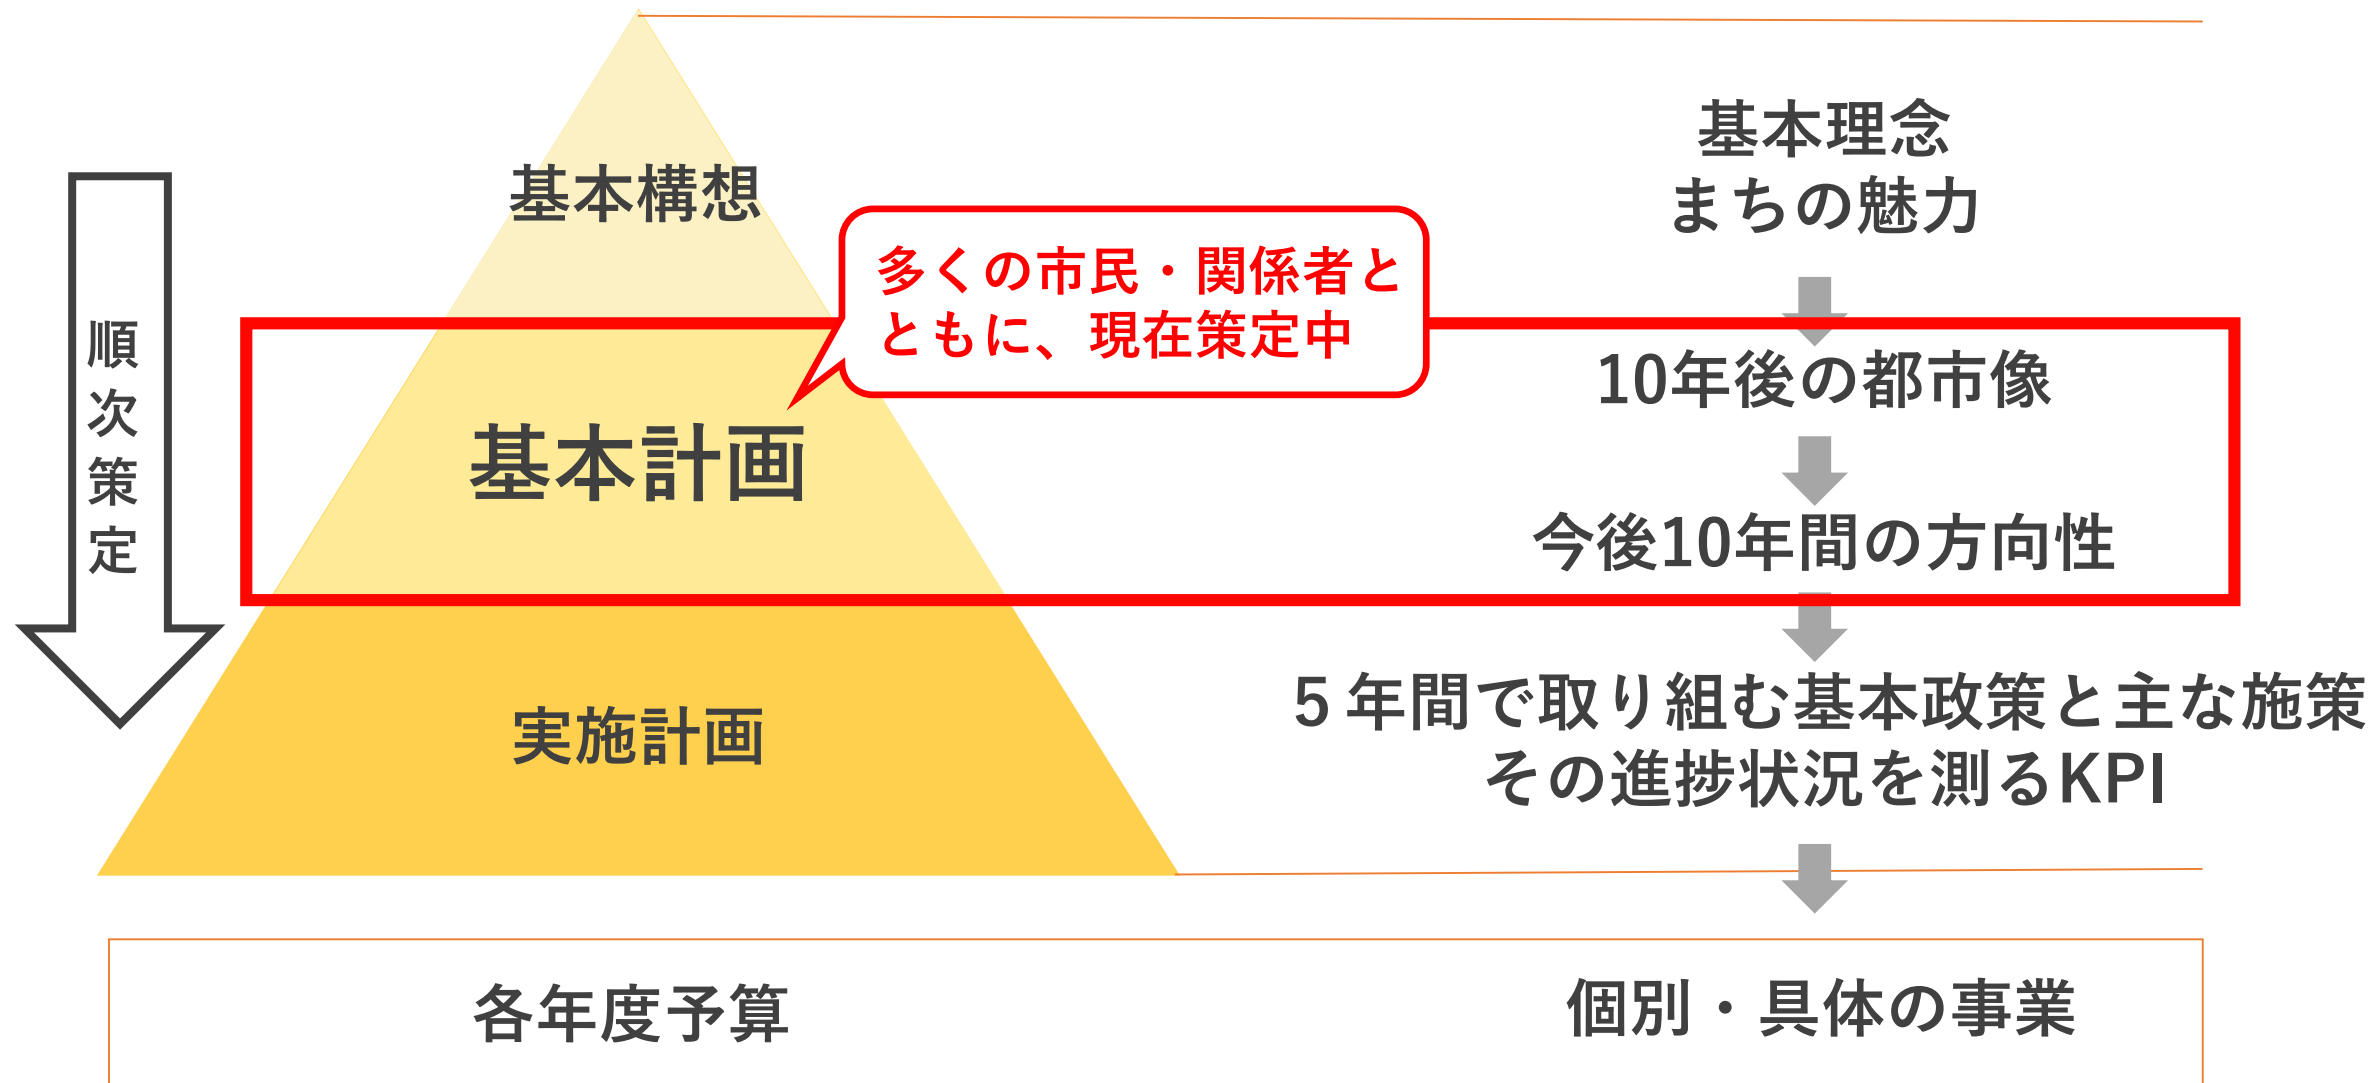 基本理念
まちの魅力
基本構想
多くの市民・関係者と
ともに、現在策定中
順次策定
10年後の都市像
基本計画
今後10年間の方向性
５年間で取り組む基本政策と主な施策
その進捗状況を測るKPI
実施計画
各年度予算
個別・具体の事業